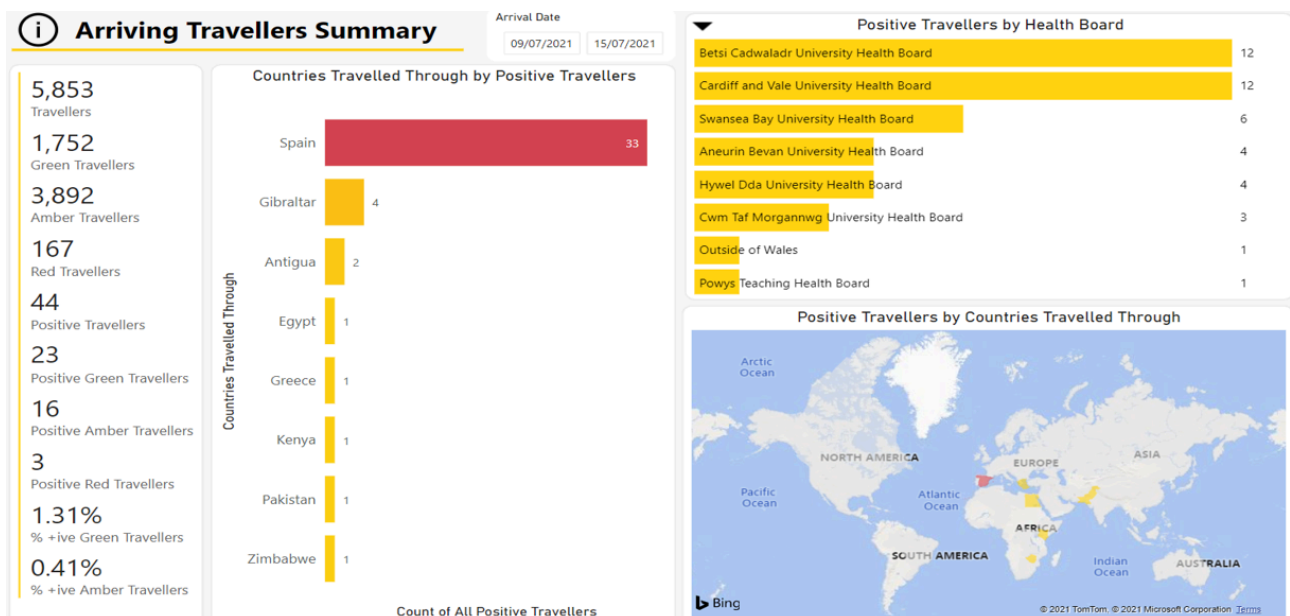 i
Arriving Travellers Summary
Arrival Date
09/07/2021
15/07/2021
5,853
Travellers
1,752
Green Travellers
3,892
Amber Travellers
167
Red Travellers
44
Positive Travellers
23
Positive Green Travellers
16
Positive Amber Travellers
3
Positive Red Travellers
1.31%
% +ive Green Travellers
0.41%
% +ive Amber Travellers
Countries Travelled Through by Positive Travellers
Countries Travelled Through
Spain 33
Gibraltar 4
Antigua 2
Egypt 1
Greece 1
Kenya 1
Pakistan 1
Zimbabwe 1
Count of All Positive Travellers
Positive Travellers by Health Board
Betsi Cadwaladr University Health Board 12
Cardiff and Vale University Health Board 12
Swansea Bay University Health Board 6
Aneurin Bevan University Health Board 4
Hywel Dda University Health Board 4
Cwm Taf Morgannwg University Health Board 3
Outside of Wales 1
Powys Teaching Health Board 1
Positive Travellers by Countries Travelled Through
Arctic
Ocean
NORTH AMERICA
EUROPE
ASIA
Pacific
Ocean
Atlantic
Ocean
AFRICA
SOUTH AMERICA
Indian
Ocean
AUSTRALIA
Bing
© 2021 TomTom, © 2021 Microsoft Corporation Terms